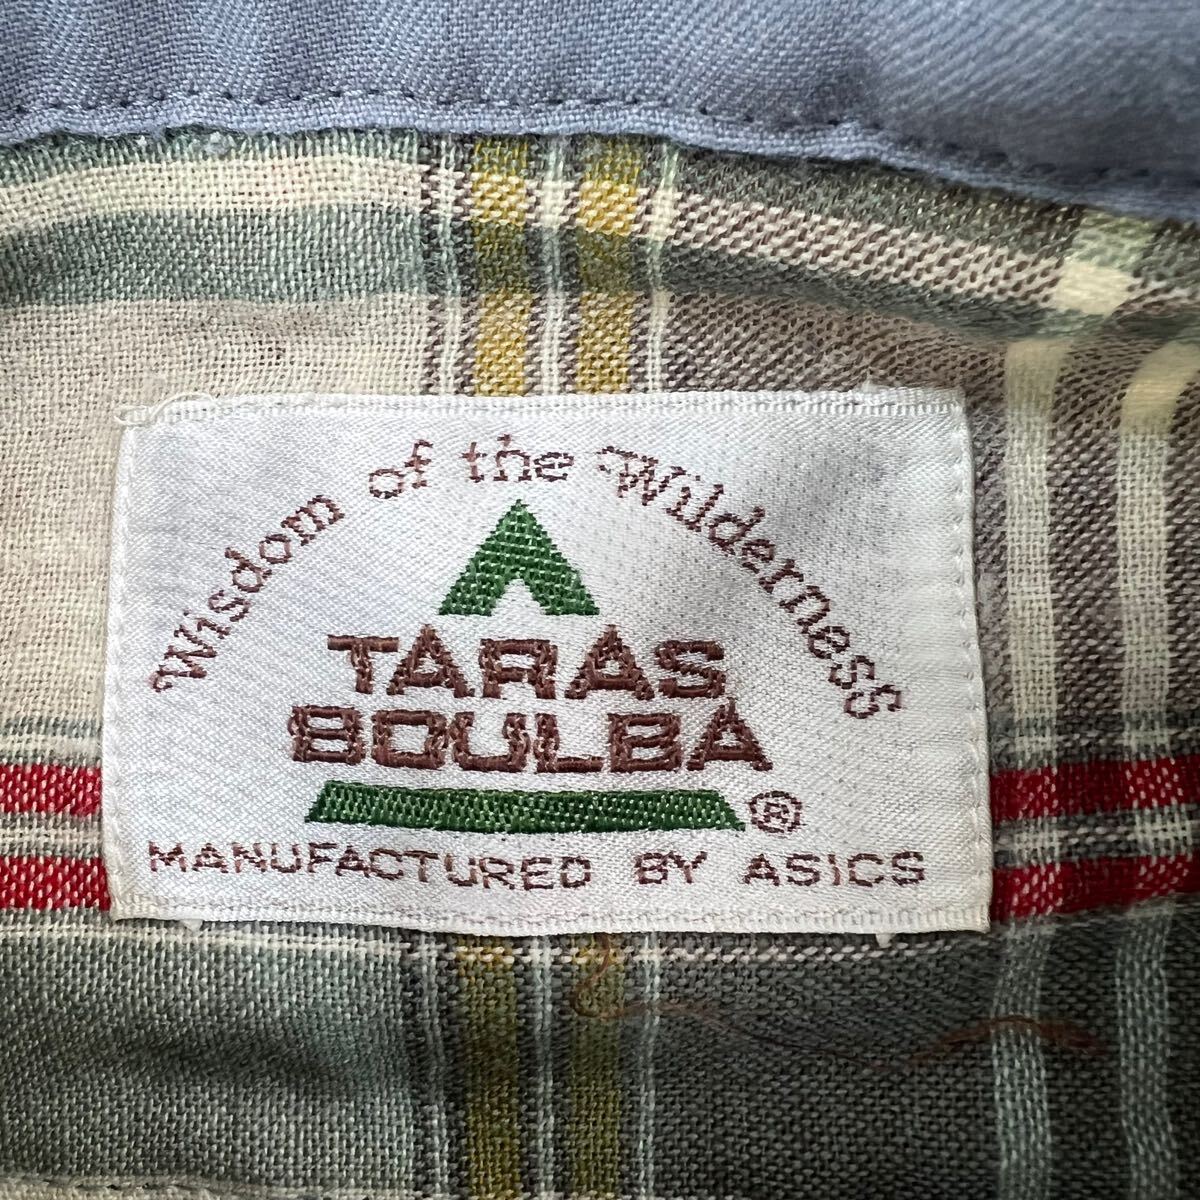 Wisdom of the Wilderness
TARAS
BOULBA
®
MANUFACTURED BY ASICS